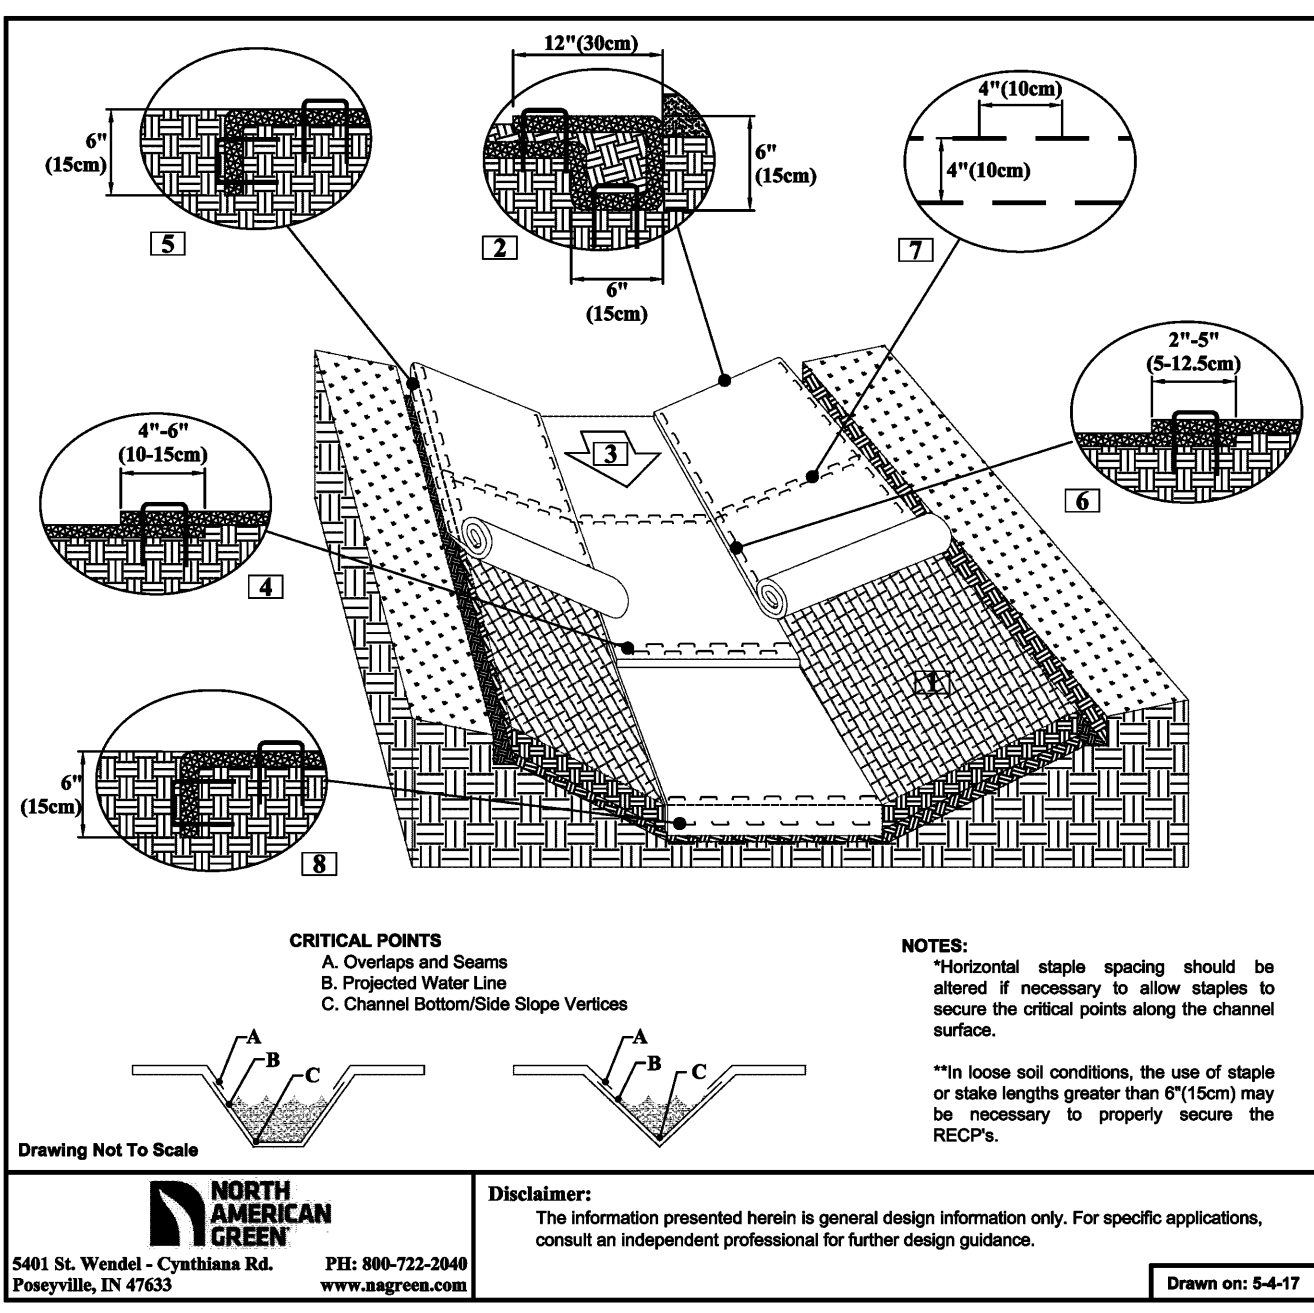 12"(30cm)
6"
(15cm)
5
6"
(15cm)
2
6"
(15cm)
4"(10cm)
4"(10cm)
7
2"-5"
(5-12.5cm)
6
3
4"-6"
(10-15cm)
4
1
6"
(15cm)
8
CRITICAL POINTS
A. Overlaps and Seams
B. Projected Water Line
C. Channel Bottom/Side Slope Vertices
A
B
C
A
B
C
Drawing Not To Scale
NOTES:
*Horizontal staple spacing should be
altered if necessary to allow staples to
secure the critical points along the channel
surface.
**In loose soil conditions, the use of staple
or stake lengths greater than 6"(15cm) may
be necessary to properly secure the
RECP's.
NORTH
AMERICAN
GREEN
5401 St. Wendel - Cynthiana Rd.
Poseyville, IN 47633
PH: 800-722-2040
www.nagreen.com
Disclaimer:
The information presented herein is general design information only. For specific applications,
consult an independent professional for further design guidance.
Drawn on: 5-4-17